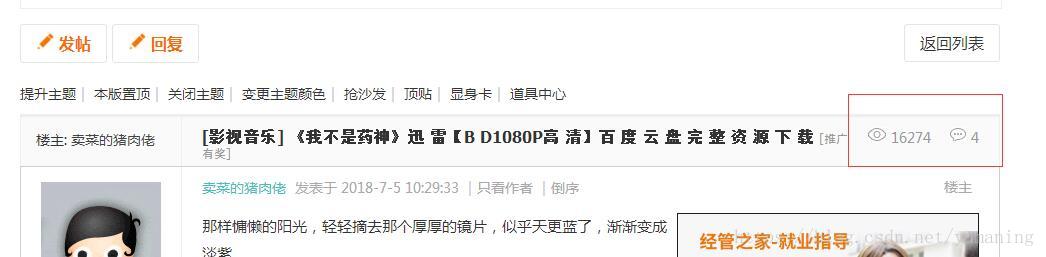 发帖 回复 返回列表
提升主题 | 本版置顶 | 关闭主题 | 变更主题颜色 | 抢沙发 | 顶贴 | 显身卡 | 道具中心
楼主: 卖菜的猪肉佬 [影视音乐] 《我不是药神》迅 雷【B D1080P高 清】百 度 云 盘 完 整 资 源 下 载 [推广 16274 4
有奖]
卖菜的猪肉佬 发表于 2018-7-5 10:29:33 | 只看作者 | 倒序 楼主
那样慵懒的阳光，轻轻摘去那个厚厚的镜片，似乎天更蓝了，渐渐变成
淡紫
经管之家-就业指导